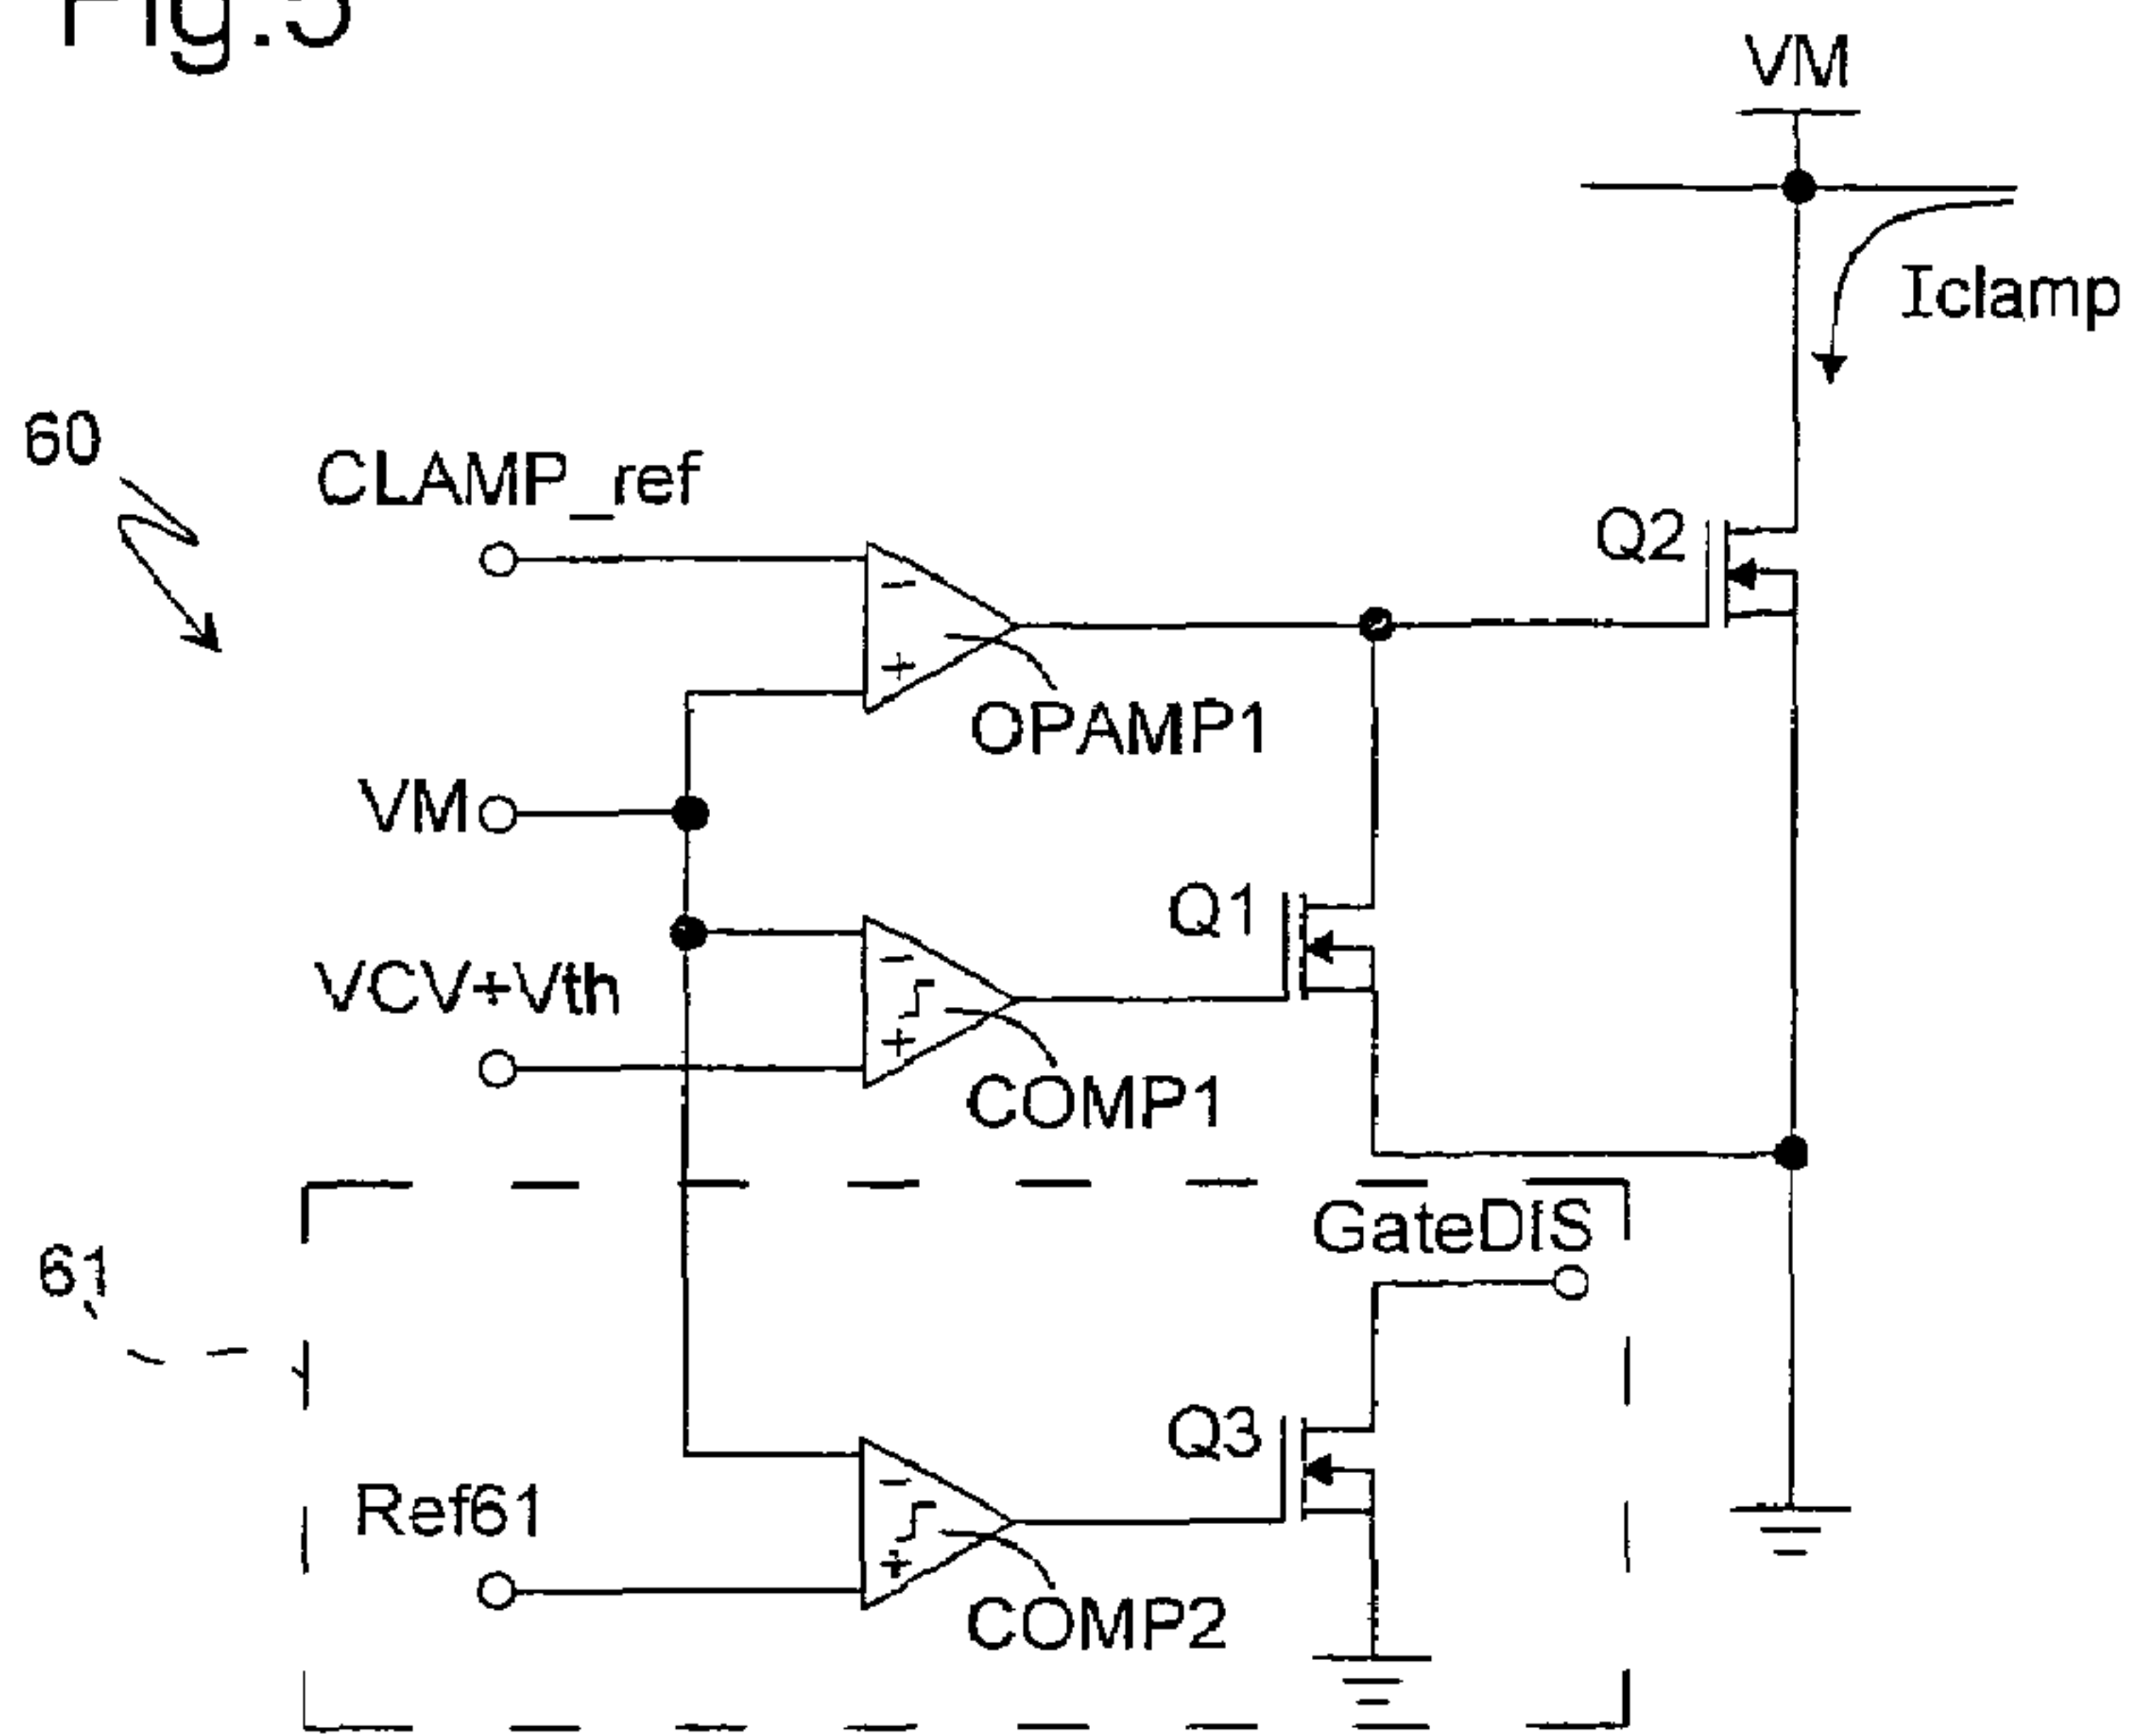 Fig.5
VM
Iclamp
60
CLAMP_ref
Q2
-
+
OPAMP1
VM
Q1
-
VCV+Vth
+
COMP1
GateDIS
61
Q3
-
Ref61
+
COMP2